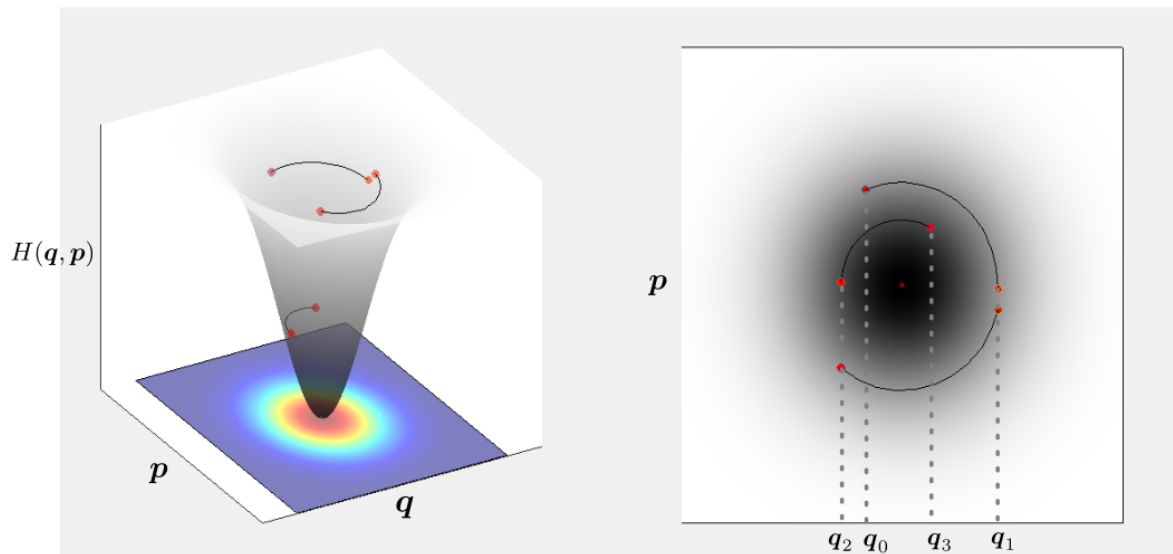 H(q, p)
p
q
p
q₂ q₀ q₃ q₁